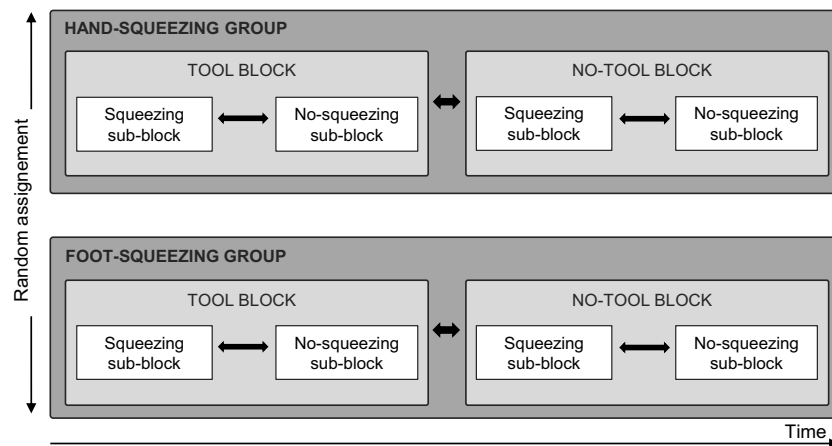 HAND-SQUEEZING GROUP
TOOL BLOCK
Squeezing
sub-block
No-squeezing
sub-block
NO-TOOL BLOCK
Squeezing
sub-block
No-squeezing
sub-block
Random assignement
FOOT-SQUEEZING GROUP
TOOL BLOCK
Squeezing
sub-block
No-squeezing
sub-block
NO-TOOL BLOCK
Squeezing
sub-block
No-squeezing
sub-block
Time